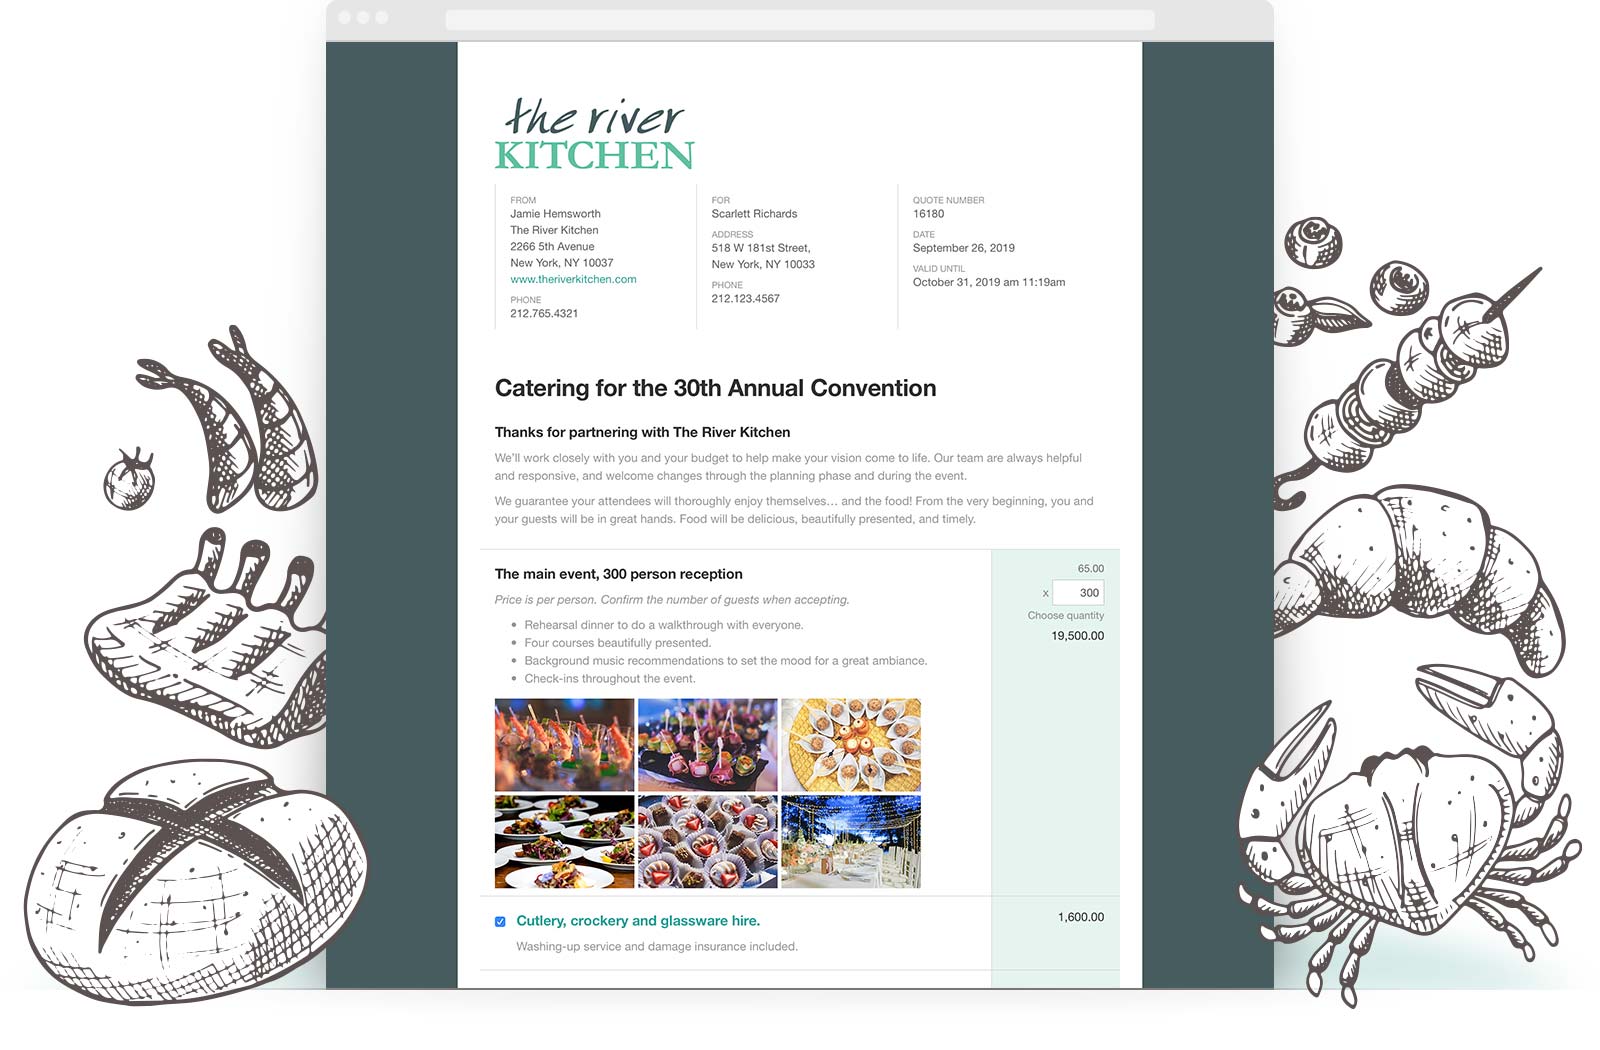 the river
KITCHEN
FROM
Jamie Hemsworth
The River Kitchen
2266 5th Avenue
New York, NY 10037
www.theriverkitchen.com
PHONE
212.765.4321
FOR
Scarlett Richards
ADDRESS
518 W 181st Street,
New York, NY 10033
PHONE
212.123.4567
QUOTE NUMBER
16180
DATE
September 26, 2019
VALID UNTIL
October 31, 2019 am 11:19am
Catering for the 30th Annual Convention
Thanks for partnering with The River Kitchen
We’ll work closely with you and your budget to help make your vision come to life. Our team are always helpful
and responsive, and welcome changes through the planning phase and during the event.
We guarantee your attendees will thoroughly enjoy themselves… and the food! From the very beginning, you and
your guests will be in great hands. Food will be delicious, beautifully presented, and timely.
The main event, 300 person reception
Price is per person. Confirm the number of guests when accepting.
• Rehearsal dinner to do a walkthrough with everyone.
• Four courses beautifully presented.
• Background music recommendations to set the mood for a great ambiance.
• Check-ins throughout the event.
65.00
x 300
Choose quantity
19,500.00
Cutlery, crockery and glassware hire.
1,600.00
Washing-up service and damage insurance included.